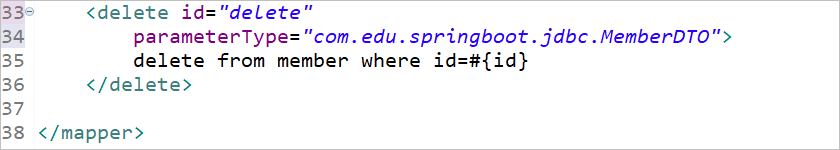 33 <delete id="delete"
34 parameterType="com.edu.springboot.jdbc.MemberDTO">
35 delete from member where id=#{id}
36 </delete>
37
38 </mapper>